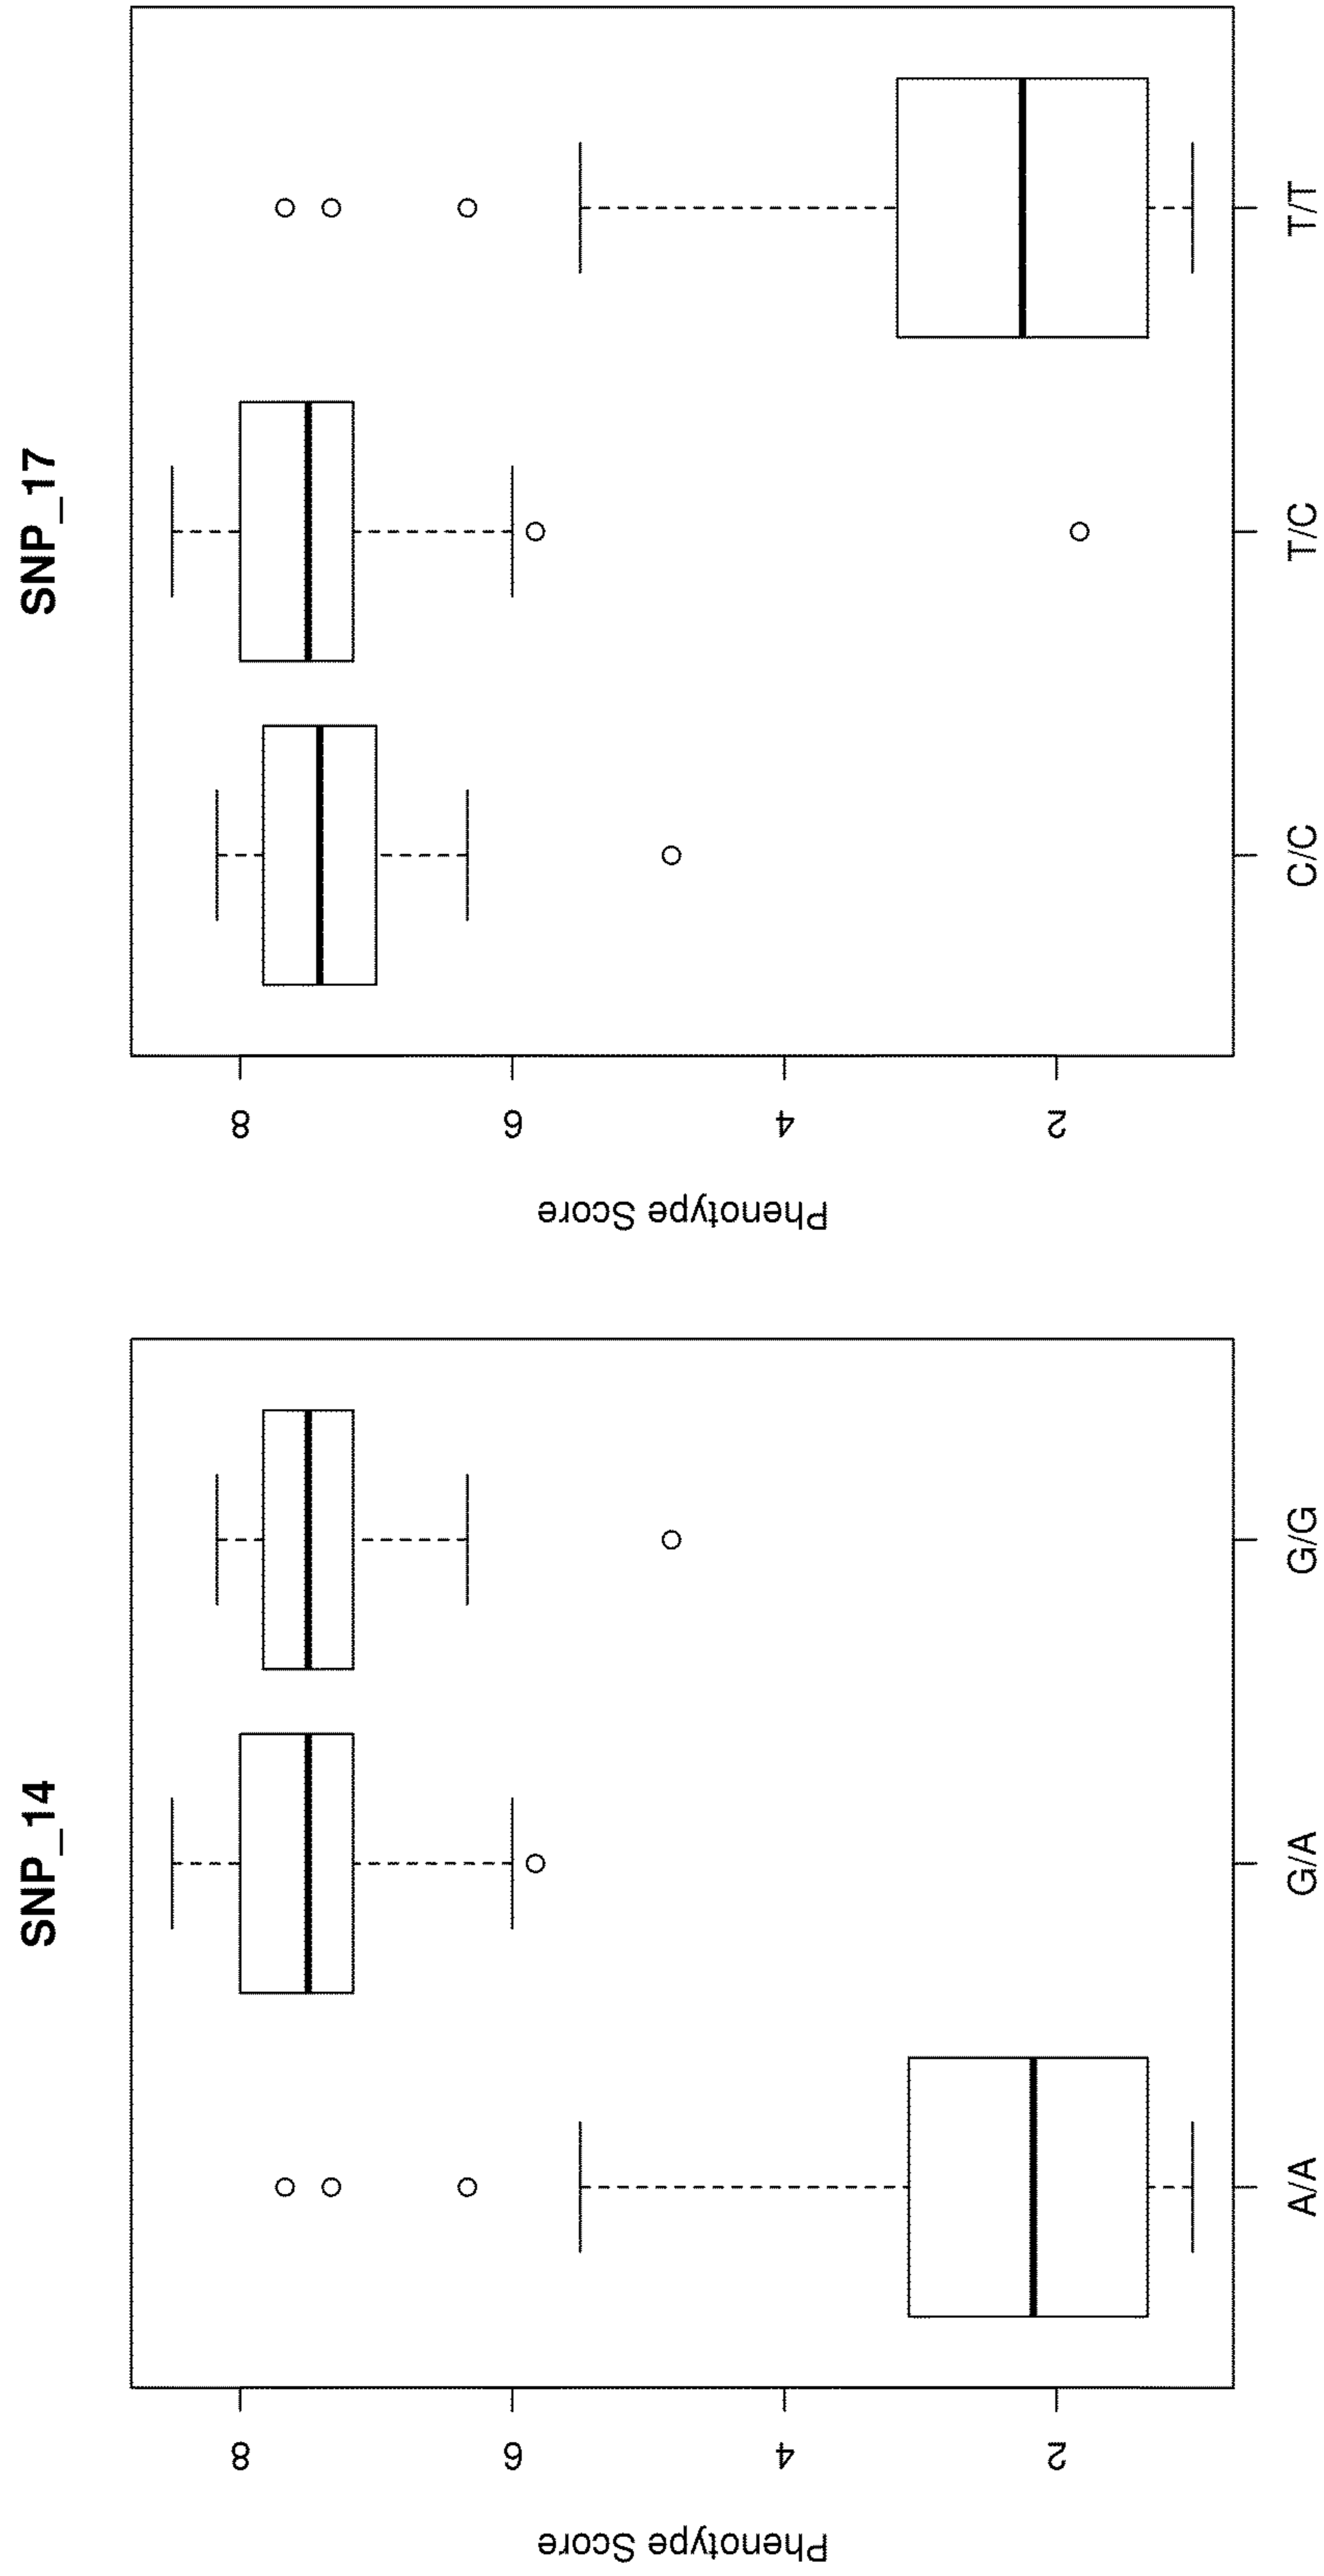 SNP_14
Phenotype Score
8
6
4
2
A/A
G/A
G/G
SNP_17
Phenotype Score
8
6
4
2
C/C
T/C
T/T